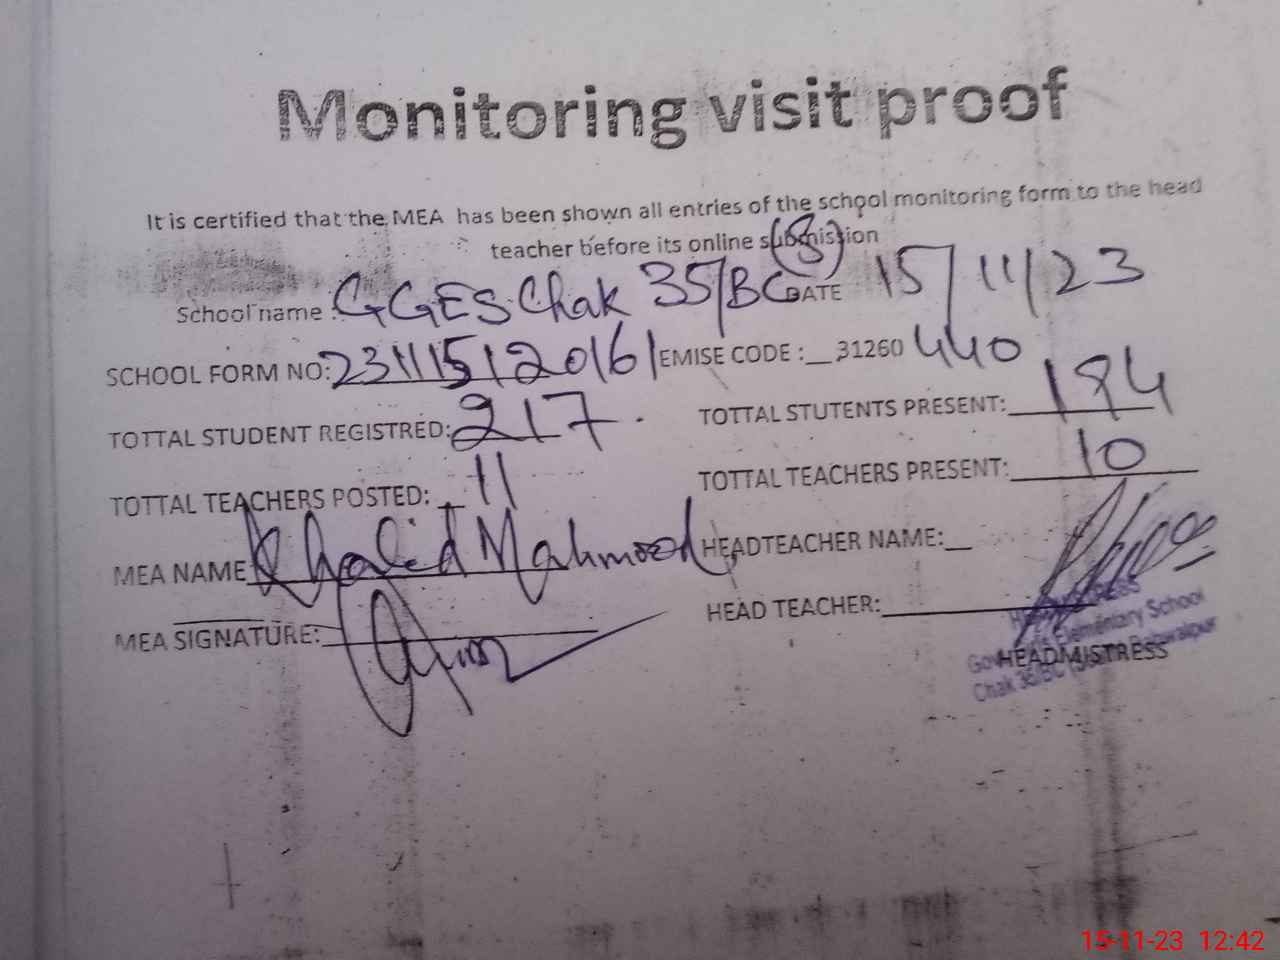 Monitoring visit proof
It is certified that the MEA has been shown all entries of the school monitoring form to the head
teacher before its online submission
School name : GGES Chak 35/BC (S) DATE 15/11/23
SCHOOL FORM NO: 231115120161 EMISE CODE :__31260 440
TOTTAL STUDENT REGISTRED: 217 TOTTAL STUTENTS PRESENT: 194
TOTTAL TEACHERS POSTED: 11 TOTTAL TEACHERS PRESENT: 10
MEA NAME Khalid Mahmood HEADTEACHER NAME:__
MEA SIGNATURE: HEAD TEACHER:
HEADMISTRESS
Elementary School
HEADMISTRESS
Bahawalpur
Chak
15-11-23 12:42